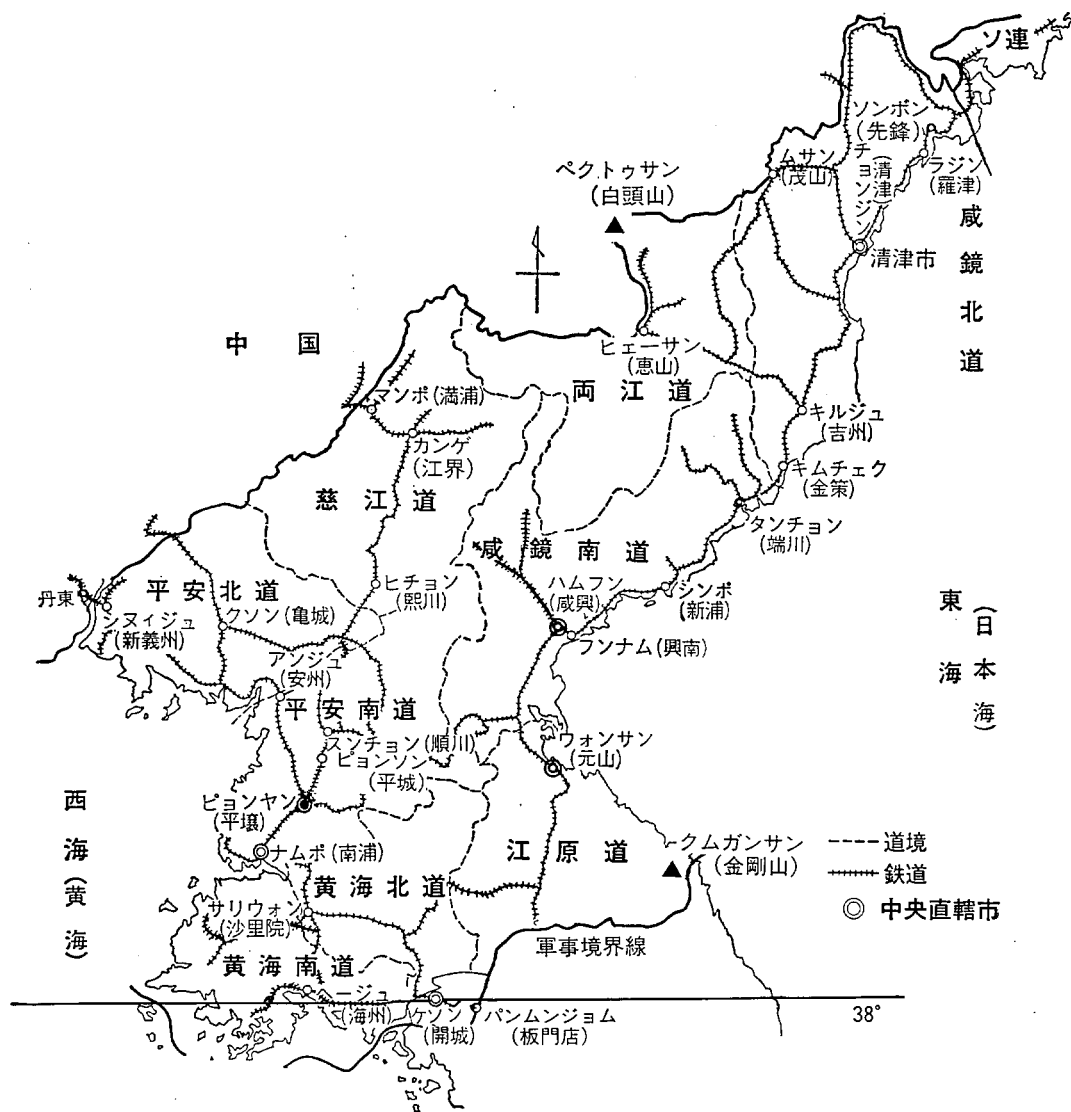 ソ連
ソンボン
(先鋒)
ラジン
(羅津)
チョンジン
(清津)
ムサン
(茂山)
ペクトゥサン
(白頭山)
清津市
咸鏡北道
中国
ヒェーサン
(恵山)
両江道
マンポ(満浦)
カンゲ
(江界)
キルジュ
(吉州)
キムチェク
(金策)
慈江道
タンチョン
(端川)
咸鏡南道
ハムフン
(咸興)
シンポ
(新浦)
フンナム(興南)
ヒチョン
(熙川)
平安北道
丹東
シヌィジュ
(新義州)
クソン(亀城)
アンジュ
(安州)
平安南道
スンチョン(順川)
ピョンソン
(平城)
ウォンサン
(元山)
東海
(日本海)
西海(黄海)
ピョンヤン
(平壌)
ナムポ(南浦)
江原道
クムガンサン
(金剛山)
道境
鉄道
中央直轄市
黄海北道
サリウォン
(沙里院)
軍事境界線
黄海南道
ヘージュ
(海州)
ケソン
(開城)
パンムンジョム
(板門店)
38°